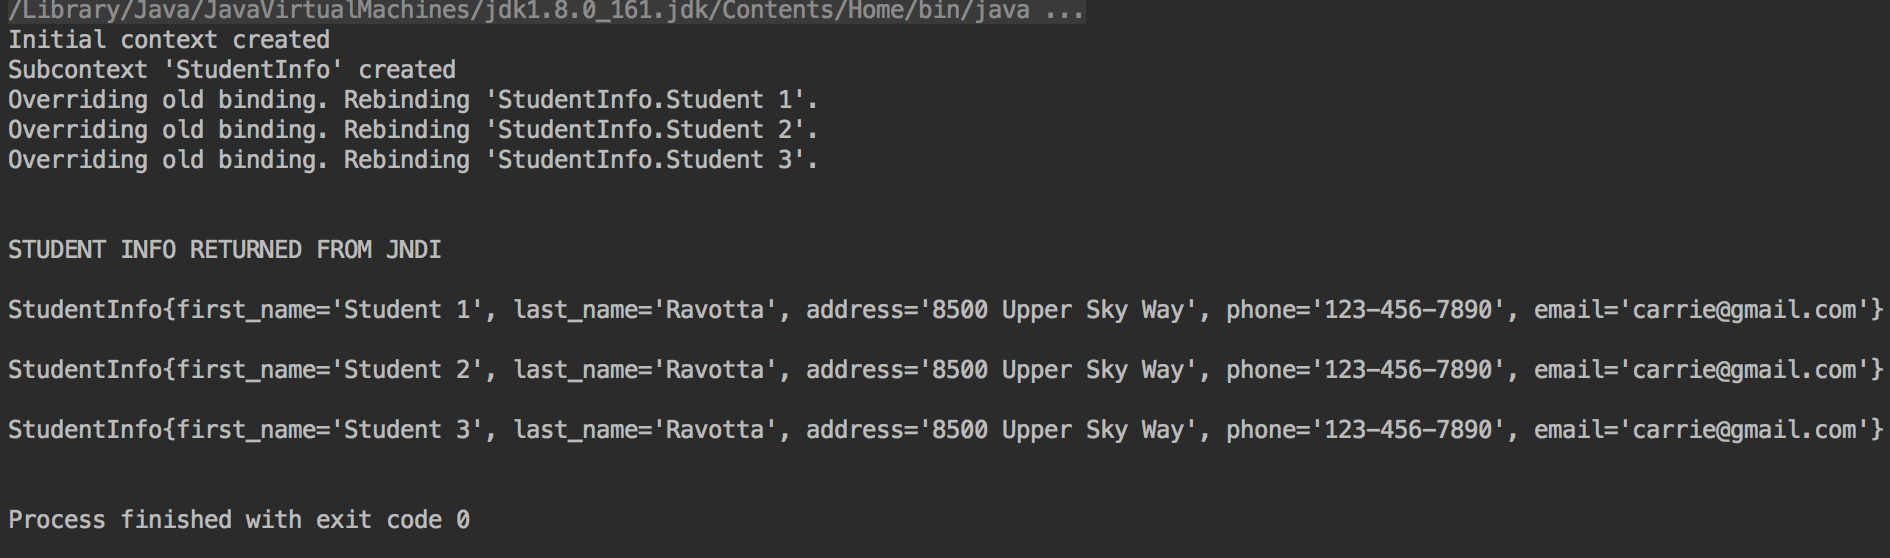 /Library/Java/JavaVirtualMachines/jdk1.8.0_161.jdk/Contents/Home/bin/java ...
Initial context created
Subcontext 'StudentInfo' created
Overriding old binding. Rebinding 'StudentInfo.Student 1'.
Overriding old binding. Rebinding 'StudentInfo.Student 2'.
Overriding old binding. Rebinding 'StudentInfo.Student 3'.
STUDENT INFO RETURNED FROM JNDI
StudentInfo{first_name='Student 1', last_name='Ravotta', address='8500 Upper Sky Way', phone='123-456-7890', email='carrie@gmail.com'}
StudentInfo{first_name='Student 2', last_name='Ravotta', address='8500 Upper Sky Way', phone='123-456-7890', email='carrie@gmail.com'}
StudentInfo{first_name='Student 3', last_name='Ravotta', address='8500 Upper Sky Way', phone='123-456-7890', email='carrie@gmail.com'}
Process finished with exit code 0